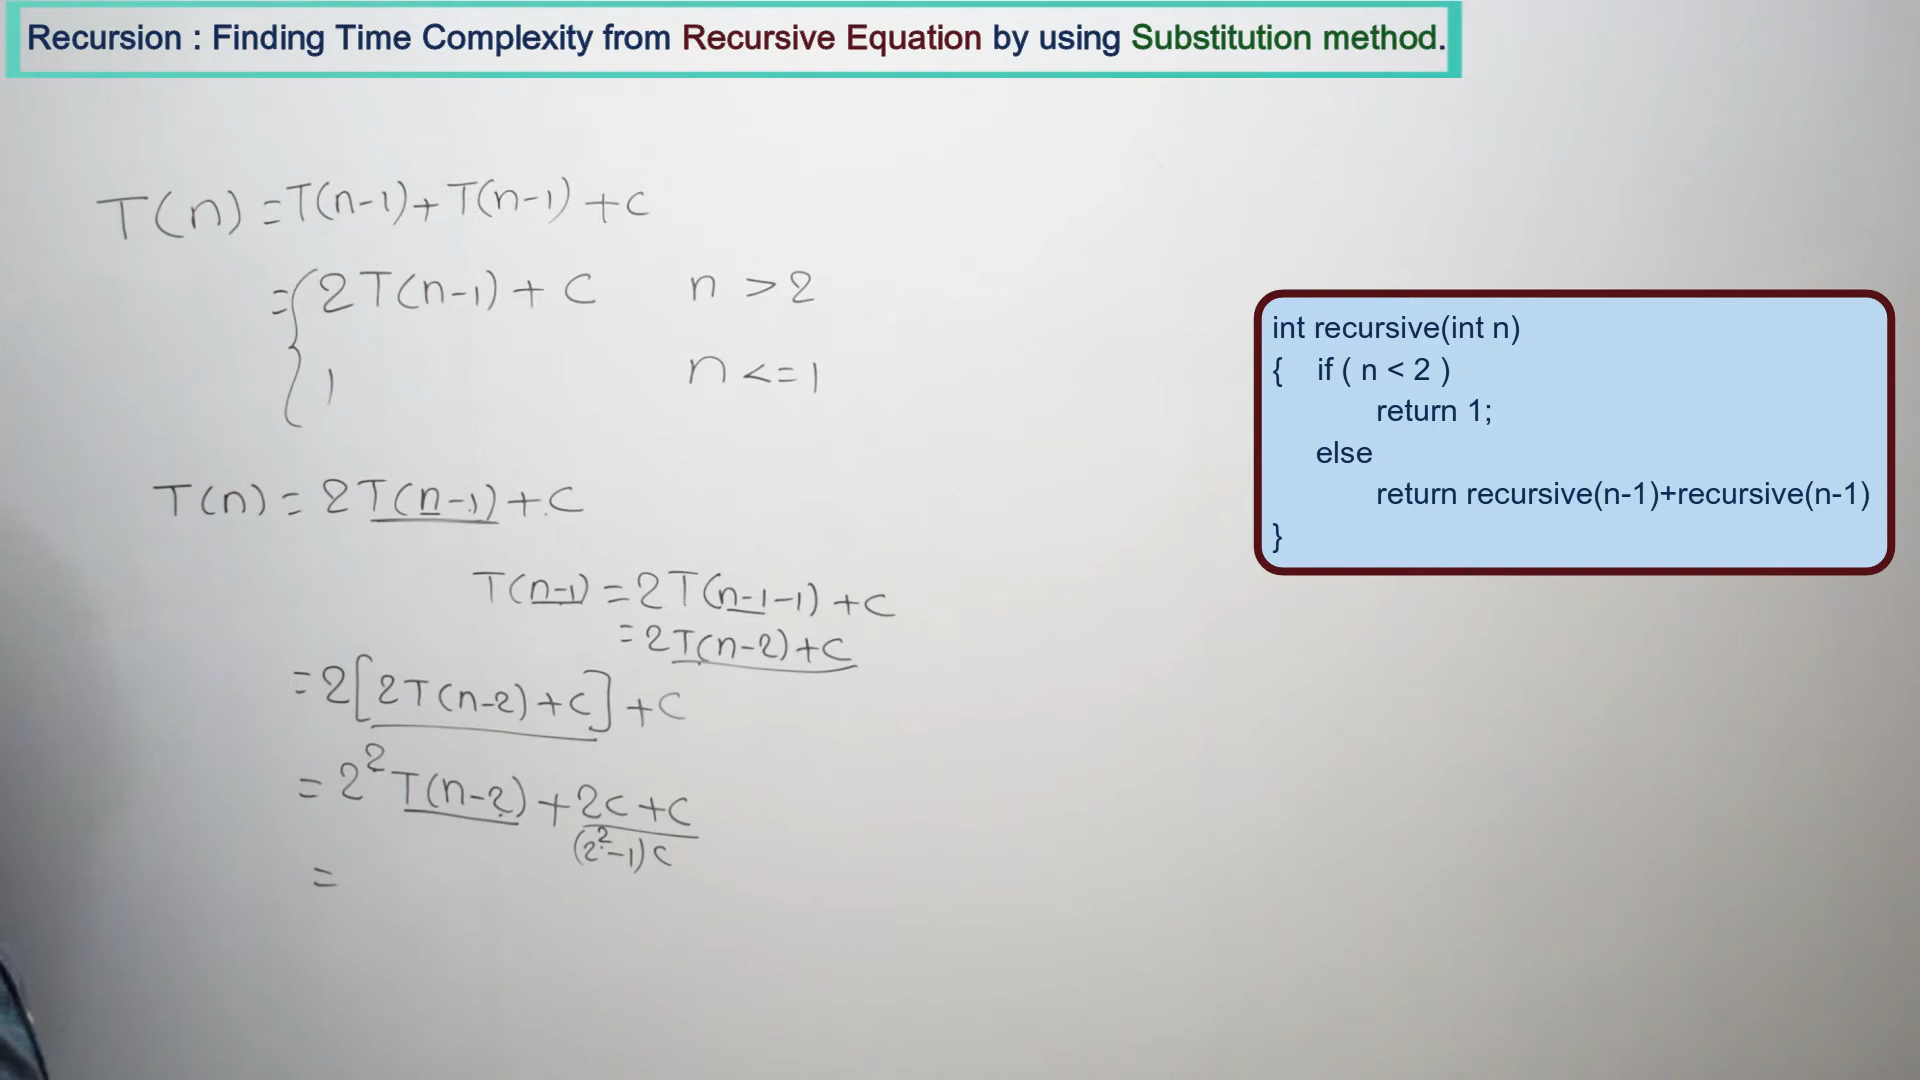 Recursion : Finding Time Complexity from Recursive Equation by using Substitution method.
T(n) = T(n-1) + T(n-1) + C
= { 2T(n-1) + C    n > 2
1    n <= 1
T(n) = 2T(n-1) + C
T(n-1) = 2T(n-1-1) + C
= 2T(n-2) + C
= 2[2T(n-2) + C] + C
= 2² T(n-2) + 2C + C
(2²-1)C
=
int recursive(int n)
{ if ( n < 2 )
return 1;
else
return recursive(n-1)+recursive(n-1)
}